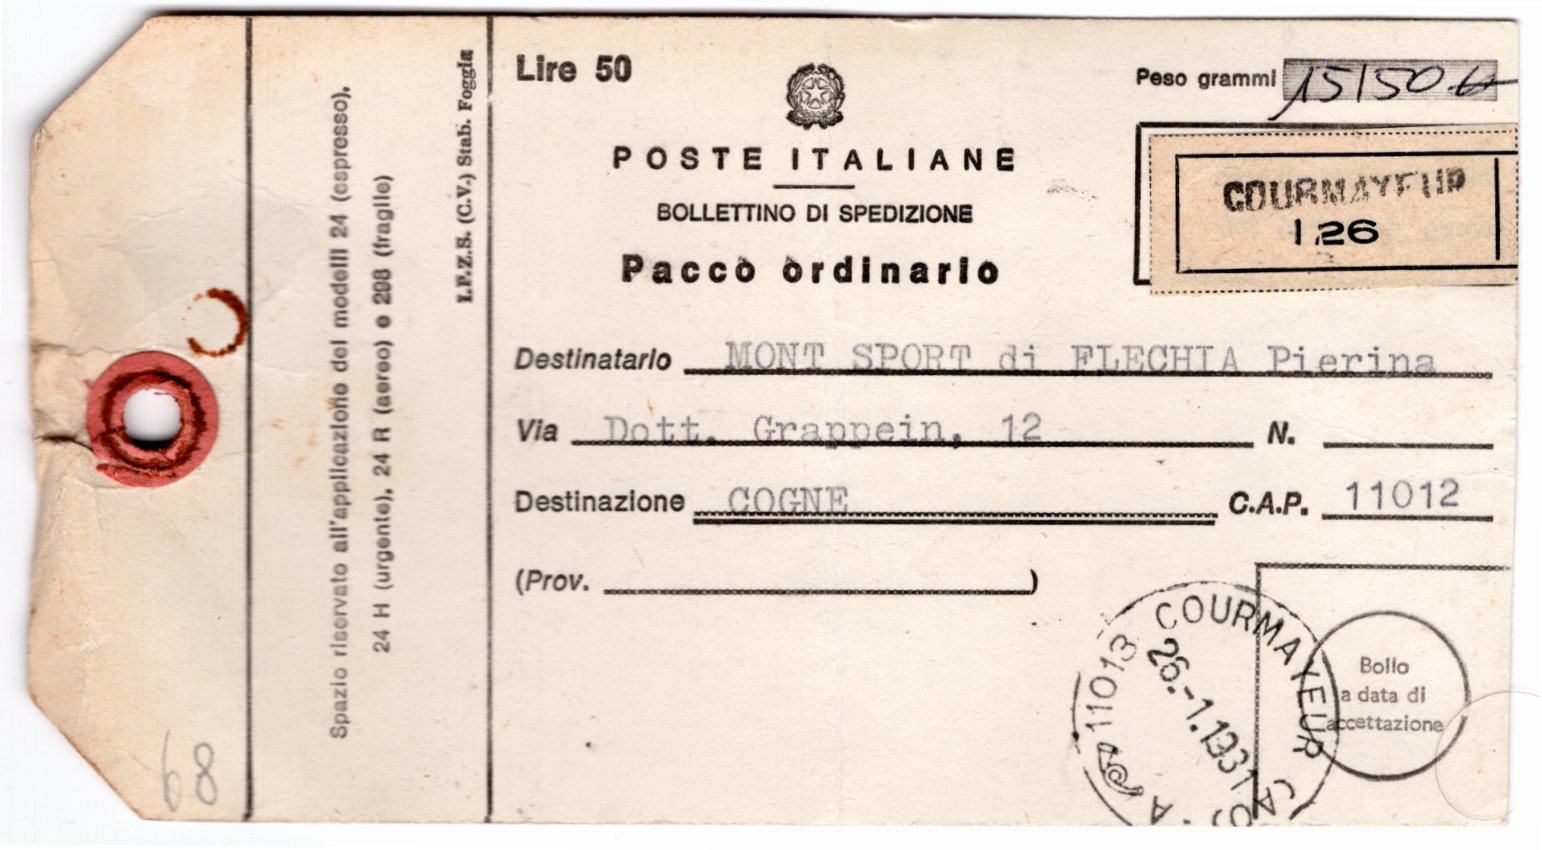 Lire 50
Peso grammi 15150
POSTE ITALIANE
BOLLETTINO DI SPEDIZIONE
Pacco ordinario
COURMAYEUR
126
Destinatario MONT SPORT di FLECHIA Pierina
Via Dott. Grappein, 12 N.
Destinazione COGNE C.A.P. 11012
(Prov. )
Bollo
a data di
accettazione
11013 COURMAYEUR
Spazio riservato all'applicazione dei modelli 24 (espresso),
24 H (urgente), 24 R (aereo) e 298 (fragile)
I.P.Z.S. (C.V.) Stab. Foggia
68